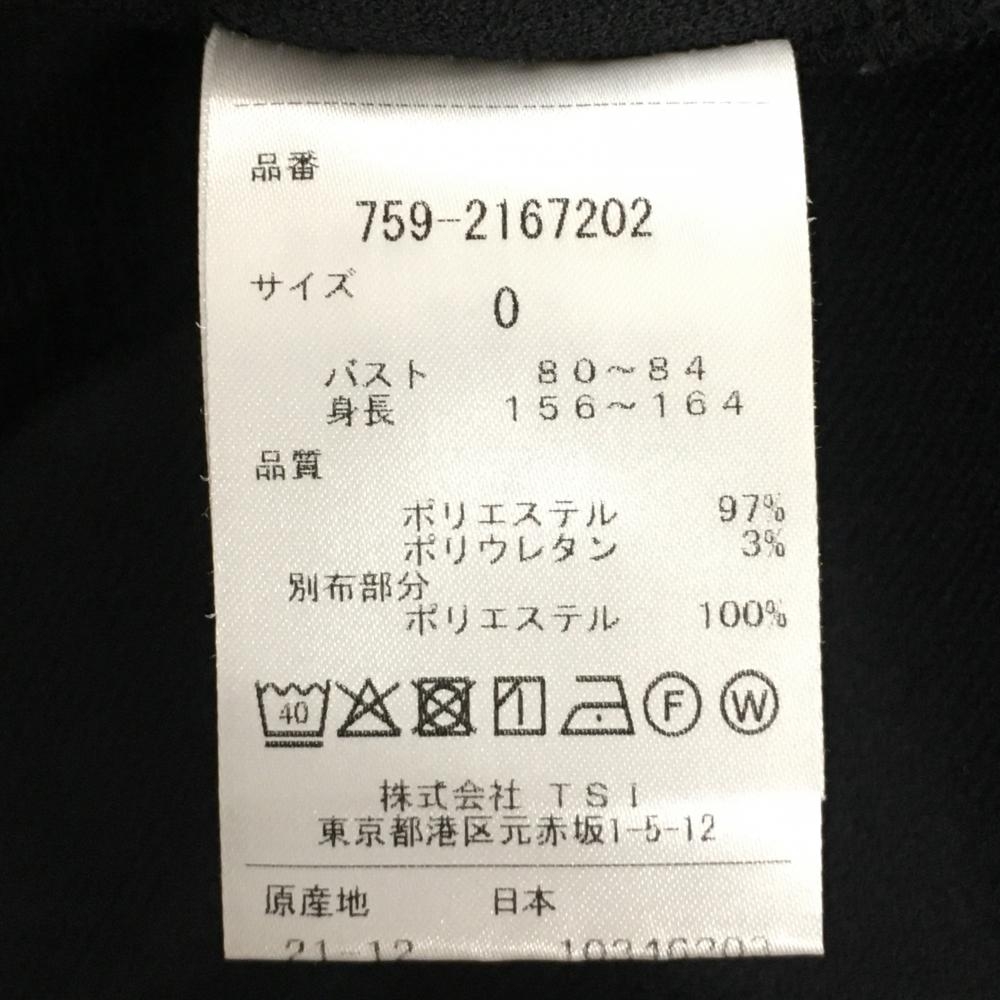 品番
759-2167202
サイズ
0
バスト 80～84
身長 156～164
品質
ポリエステル 97%
ポリウレタン 3%
別布部分
ポリエステル 100%
40 F W
株式会社 TSI
東京都港区元赤坂1-5-12
原産地 日本
21-12